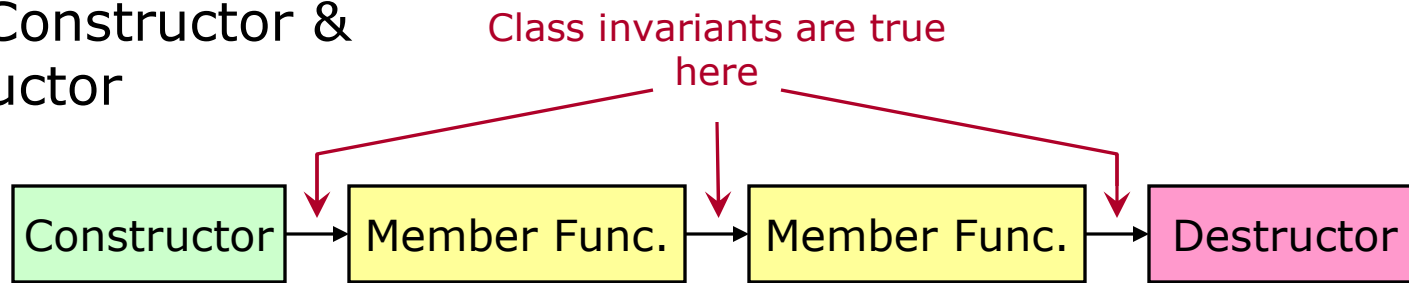 Constructor &
uctor
Class invariants are true
here
Constructor
Member Func.
Member Func.
Destructor